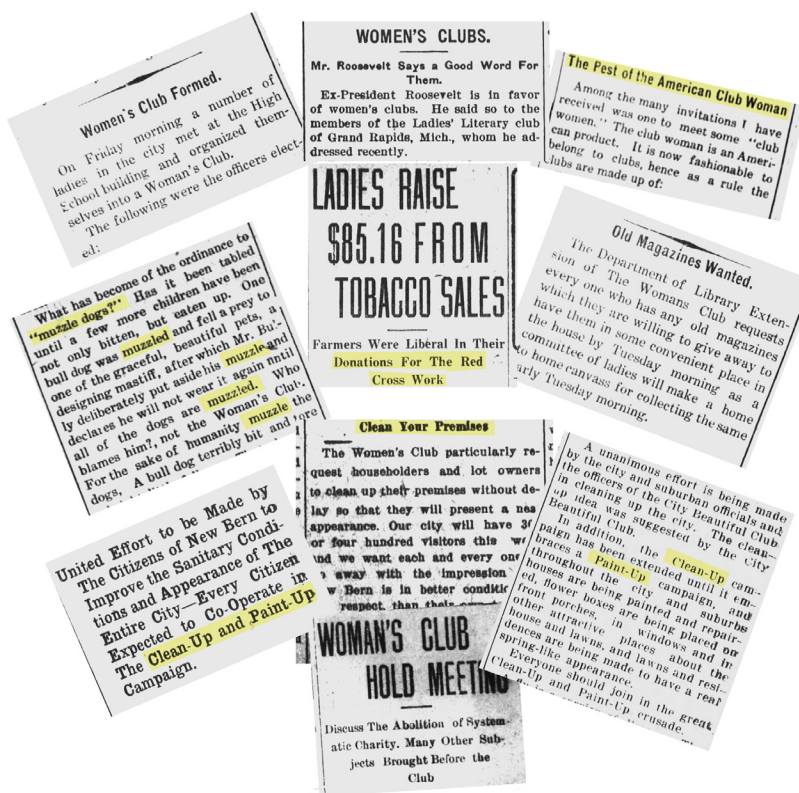 Women's Club Formed.
On Friday morning a number of
ladies in the city met at the High
School building and organized them-
selves into a Woman's Club.
The following were the officers elect-
ed:
WOMEN'S CLUBS.
Mr. Roosevelt Says a Good Word For
Them.
Ex-President Roosevelt is in favor
of women's clubs. He said so to the
members of the Ladies' Literary club
of Grand Rapids, Mich., whom he ad-
dressed recently.
The Pest of the American Club Woman
Among the many invitations I have
received was one to meet some "club
women." The club woman is an Ameri-
can product. It is now fashionable to
belong to clubs, hence as a rule the
clubs are made up of:
LADIES RAISE
$85.16 FROM
TOBACCO SALES
Farmers Were Liberal In Their
Donations For The Red
Cross Work
Old Magazines Wanted.
The Department of Library Exten-
sion of The Womans Club requests
every one who has any old magazines
which they are willing to give away to
have them in some convenient place in
the house by Tuesday morning as a
committee of ladies will make a home
to home canvass for collecting the same
arly Tuesday morning.
What has become of the ordinance to
"muzzle dogs?" Has it been tabled
until a few more children have been
not only bitten, but eaten up. One
bull dog was muzzled and fell a prey to
one of the graceful, beautiful pets, a
designing mastiff, after which Mr. Bu'-
ly deliberately put aside his muzzle and
declares he will not wear it again until
all of the dogs are muzzled. Who
blames him?, not the Woman's Club.
For the sake of humanity muzzle the
dogs, A bull dog terribly bit and tore
Clean Your Premises
The Women's Club particularly re-
quest householders and lot owners
to clean up their premises without de-
lay so that they will present a nea
appearance. Our city will have 30
or four hundred visitors this we
nd we want each and every one
away with the impression
w Bern is in better conditio
respect, than their
United Effort to be Made by
The Citizens of New Bern to
Improve the Sanitary Condi-
tions and Appearance of The
Entire City—Every Citizen
Expected to Co-Operate in
The Clean-Up and Paint-Up
Campaign.
A unanimous effort is being made
by the city and suburban officials and
the officers of the City Beautiful Club
in cleaning up the city. The clean-
up idea was suggested by the City
Beautiful Club.
In addition, the Clean-Up cam-
paign has been extended until it em-
braces a Paint-Up campaign, and
throughout the city and suburbs
houses are being painted and repair-
ed, flower boxes are being placed on
front porches, in windows and in
other attractive places about the
house and lawns, and lawns and resi-
dences are being made to have a real
spring-like appearance.
Everyone should join in the great
Clean-Up and Paint-Up crusade.
WOMAN'S CLUB
HOLD MEETING
Discuss The Abolition of System-
atic Charity. Many Other Sub-
jects Brought Before the
Club